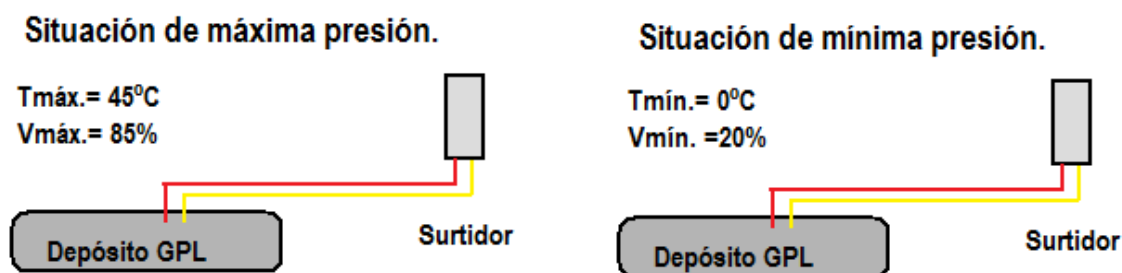 Situación de máxima presión.
Tmáx.= 45ºC
Vmáx.= 85%
Depósito GPL
Surtidor
Situación de mínima presión.
Tmín.= 0ºC
Vmín. =20%
Depósito GPL
Surtidor